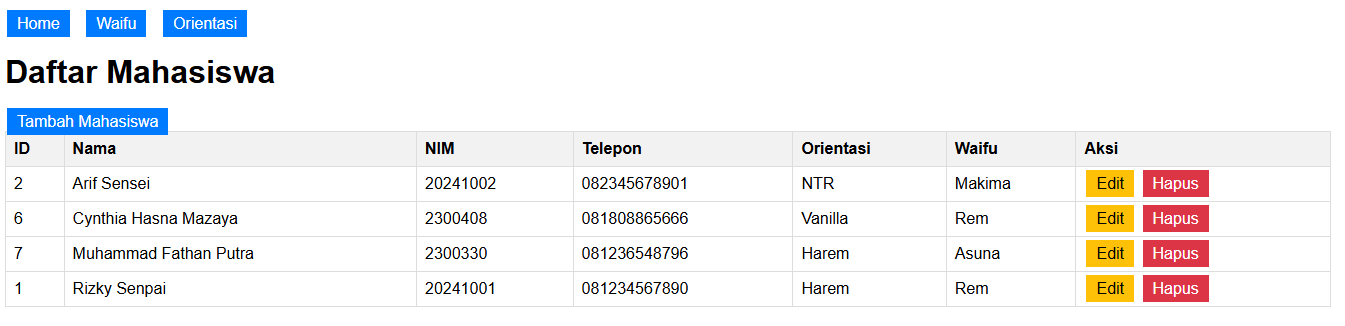 Home Waifu Orientasi
Daftar Mahasiswa
Tambah Mahasiswa
ID Nama NIM Telepon Orientasi Waifu Aksi
2 Arif Sensei 20241002 082345678901 NTR Makima Edit Hapus
6 Cynthia Hasna Mazaya 2300408 081808865666 Vanilla Rem Edit Hapus
7 Muhammad Fathan Putra 2300330 081236548796 Harem Asuna Edit Hapus
1 Rizky Senpai 20241001 081234567890 Harem Rem Edit Hapus